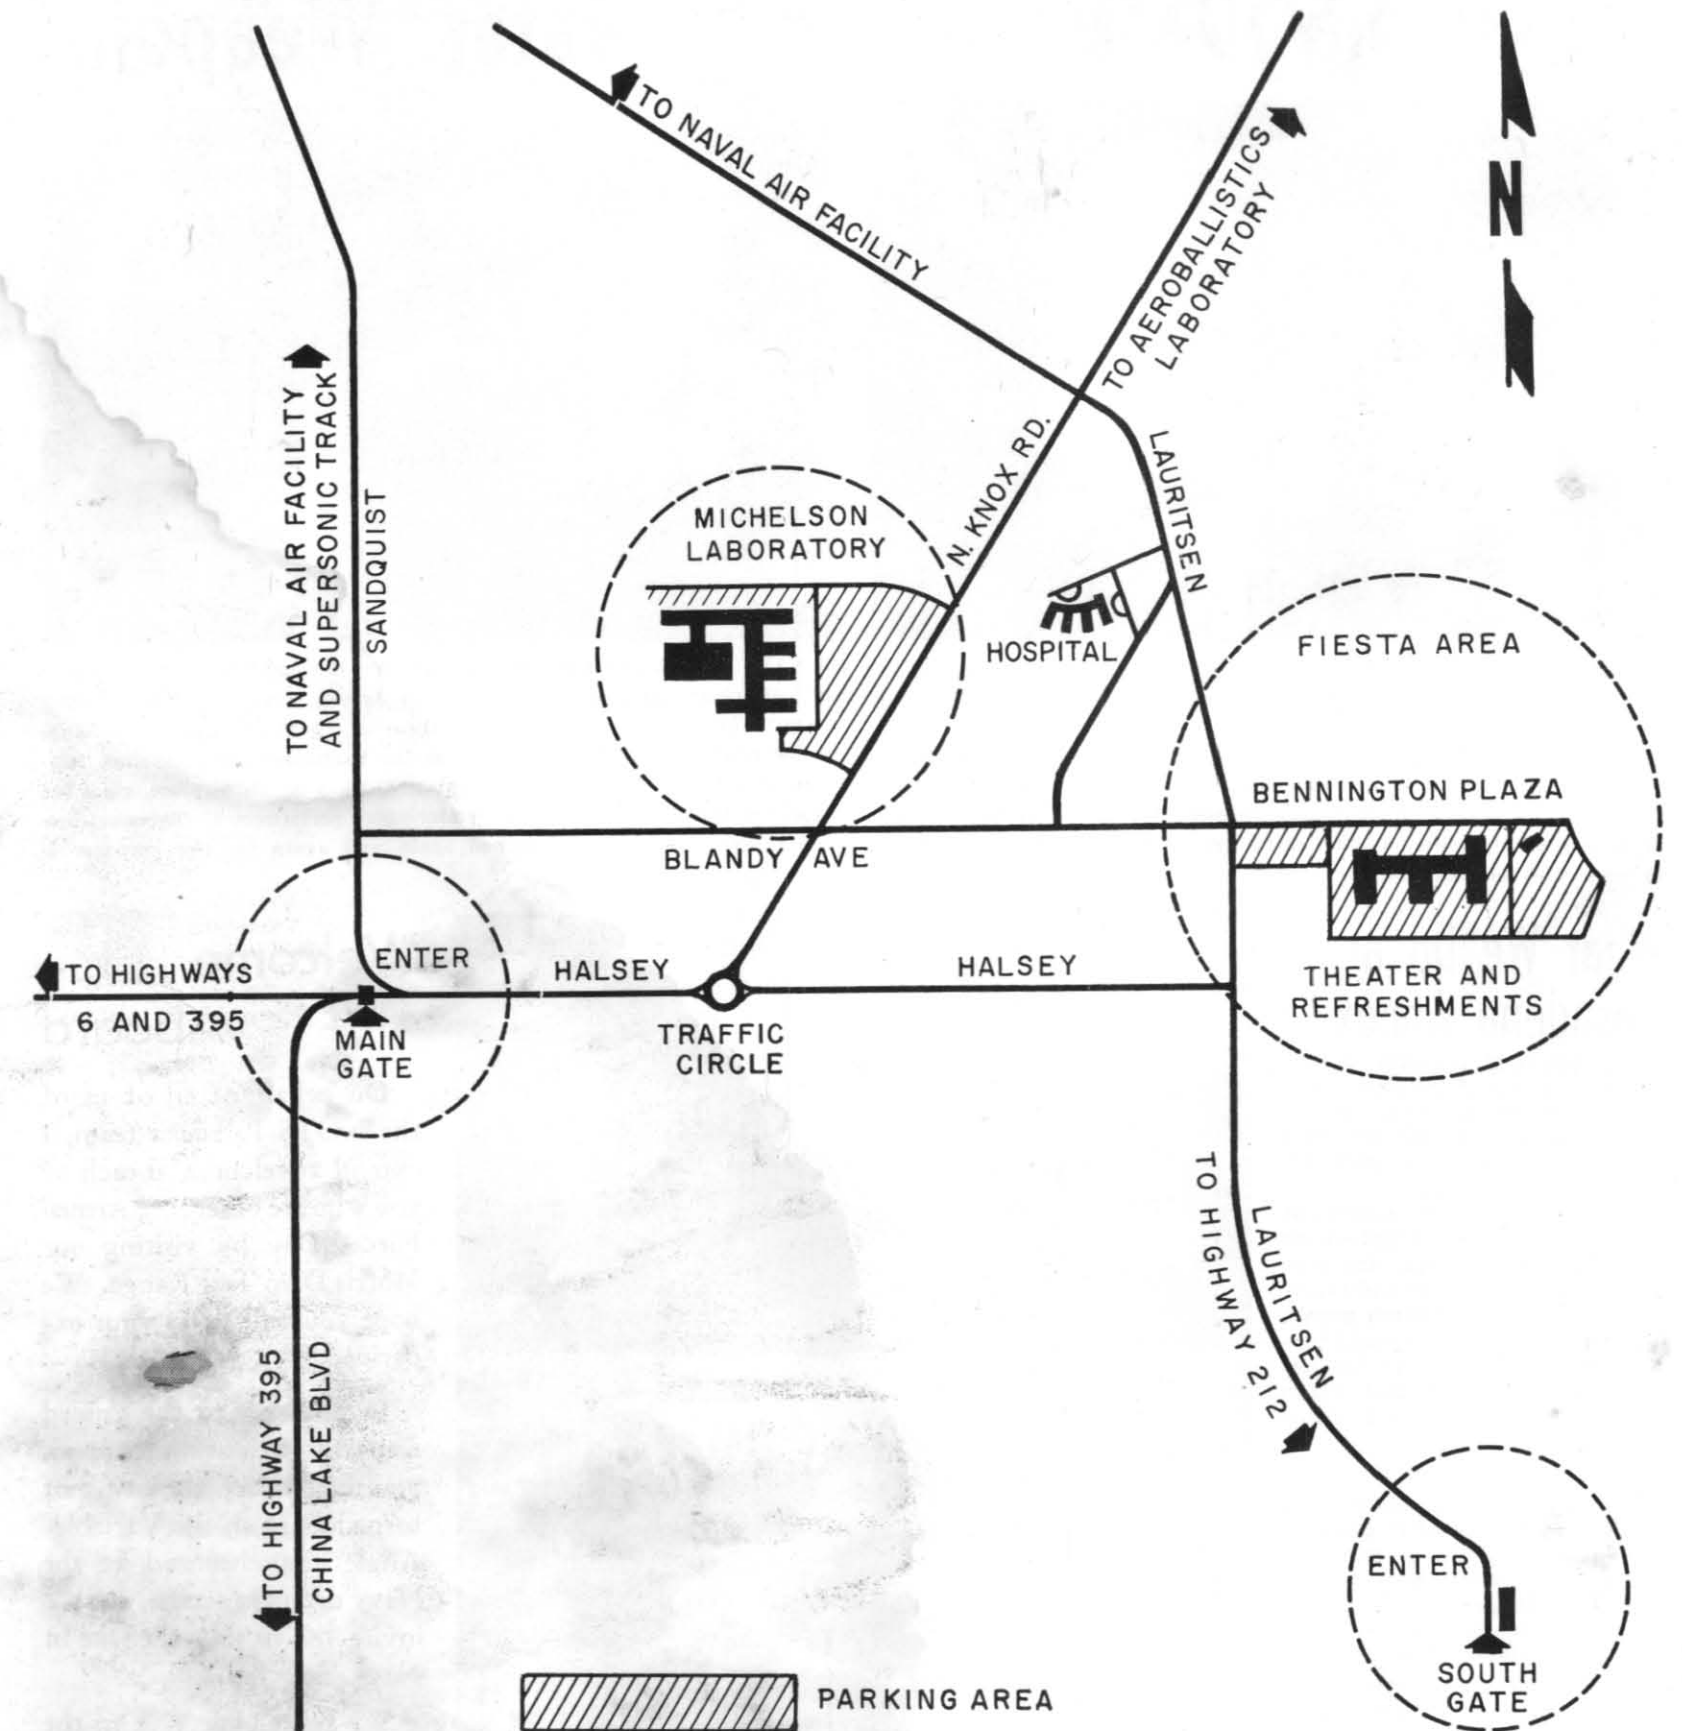 TO NAVAL AIR FACILITY
TO AEROBALLISTICS
LABORATORY
N
TO NAVAL AIR FACILITY
AND SUPERSONIC TRACK
SANDQUIST
MICHELSON
LABORATORY
N. KNOX RD.
LAURITSEN
HOSPITAL
FIESTA AREA
BENNINGTON PLAZA
BLANDY AVE
THEATER AND
REFRESHMENTS
TO HIGHWAYS
6 AND 395
ENTER
MAIN
GATE
HALSEY
TRAFFIC
CIRCLE
HALSEY
TO HIGHWAY 395
CHINA LAKE BLVD
TO HIGHWAY 212
LAURITSEN
ENTER
SOUTH
GATE
PARKING AREA